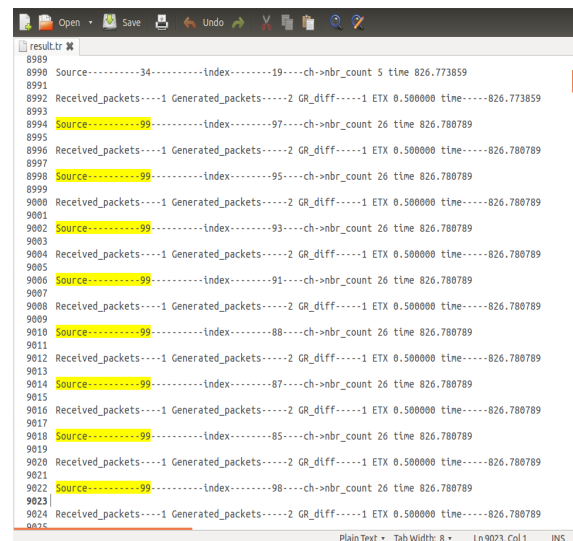 Open Save Undo
result.tr ✖
8989
8990 Source----------34----------index--------19----ch->nbr_count 5 time 826.773859
8991
8992 Received_packets----1 Generated_packets-----2 GR_diff-----1 ETX 0.500000 time-----826.773859
8993
8994 Source----------99----------index--------97----ch->nbr_count 26 time 826.780789
8995
8996 Received_packets----1 Generated_packets-----2 GR_diff-----1 ETX 0.500000 time-----826.780789
8997
8998 Source----------99----------index--------95----ch->nbr_count 26 time 826.780789
8999
9000 Received_packets----1 Generated_packets-----2 GR_diff-----1 ETX 0.500000 time-----826.780789
9001
9002 Source----------99----------index--------93----ch->nbr_count 26 time 826.780789
9003
9004 Received_packets----1 Generated_packets-----2 GR_diff-----1 ETX 0.500000 time-----826.780789
9005
9006 Source----------99----------index--------91----ch->nbr_count 26 time 826.780789
9007
9008 Received_packets----1 Generated_packets-----2 GR_diff-----1 ETX 0.500000 time-----826.780789
9009
9010 Source----------99----------index--------88----ch->nbr_count 26 time 826.780789
9011
9012 Received_packets----1 Generated_packets-----2 GR_diff-----1 ETX 0.500000 time-----826.780789
9013
9014 Source----------99----------index--------87----ch->nbr_count 26 time 826.780789
9015
9016 Received_packets----1 Generated_packets-----2 GR_diff-----1 ETX 0.500000 time-----826.780789
9017
9018 Source----------99----------index--------85----ch->nbr_count 26 time 826.780789
9019
9020 Received_packets----1 Generated_packets-----2 GR_diff-----1 ETX 0.500000 time-----826.780789
9021
9022 Source----------99----------index--------98----ch->nbr_count 26 time 826.780789
9023
9024 Received_packets----1 Generated_packets-----2 GR_diff-----1 ETX 0.500000 time-----826.780789
9025
Plain Text Tab Width: 8 Ln 9023, Col 1 INS